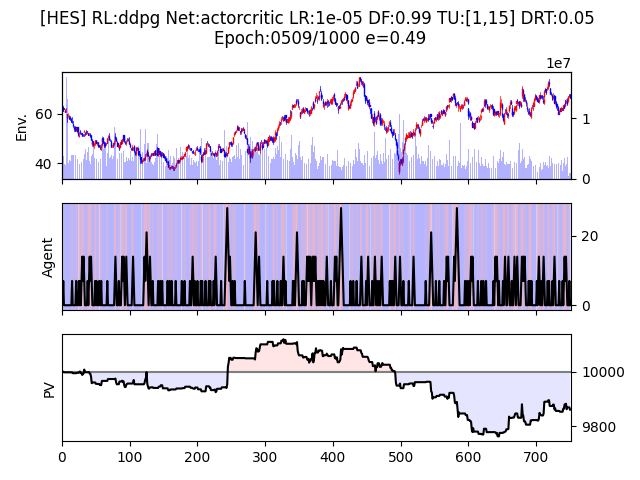 [HES] RL:ddpg Net:actorcritic LR:1e-05 DF:0.99 TU:[1,15] DRT:0.05
Epoch:0509/1000 e=0.49
1e7
60
40
Env.
1
0
Agent
20
0
PV
10000
9800
0 100 200 300 400 500 600 700